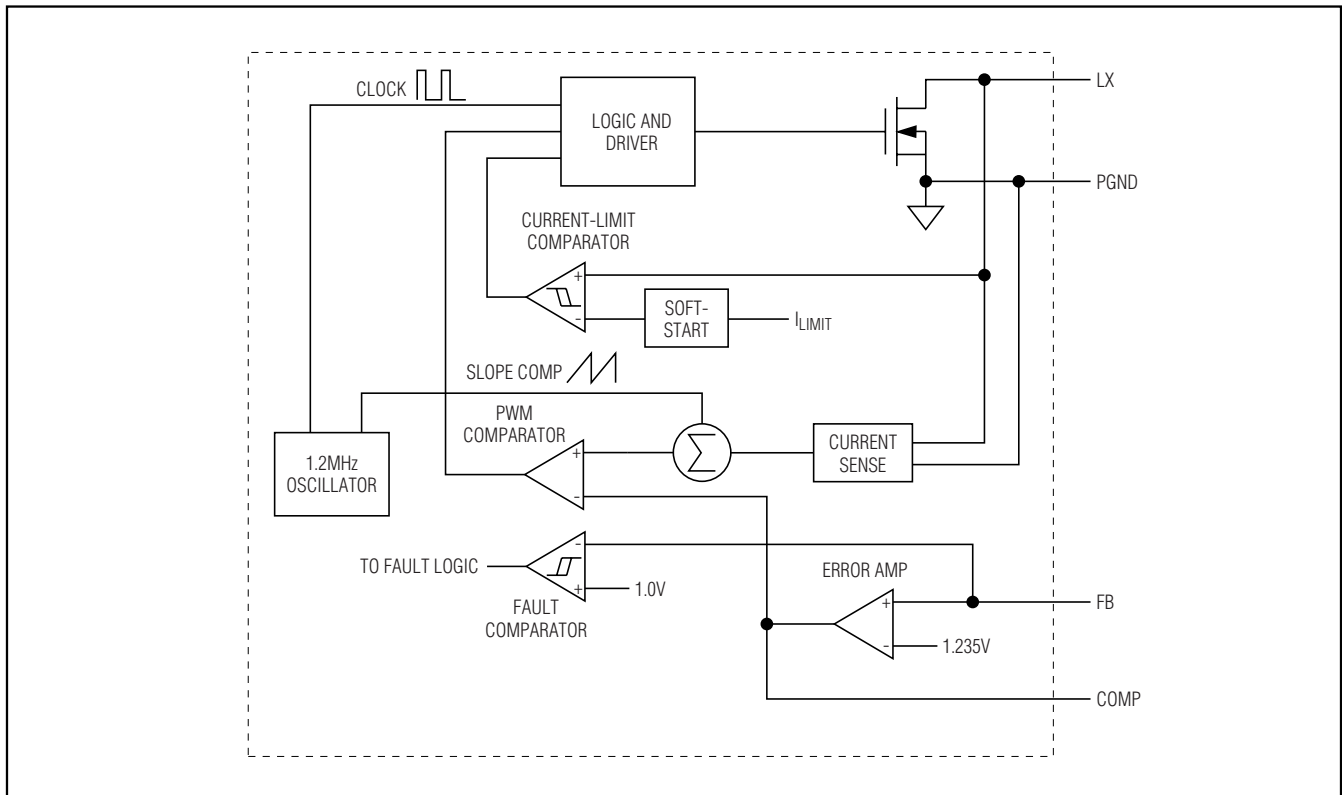 CLOCK
LOGIC AND
DRIVER
LX
PGND
CURRENT-LIMIT
COMPARATOR
+
-
SOFT-
START
ILIMIT
SLOPE COMP
PWM
COMPARATOR
1.2MHz
OSCILLATOR
+
-
Σ
CURRENT
SENSE
TO FAULT LOGIC
-
+
1.0V
FAULT
COMPARATOR
ERROR AMP
+
-
1.235V
FB
COMP